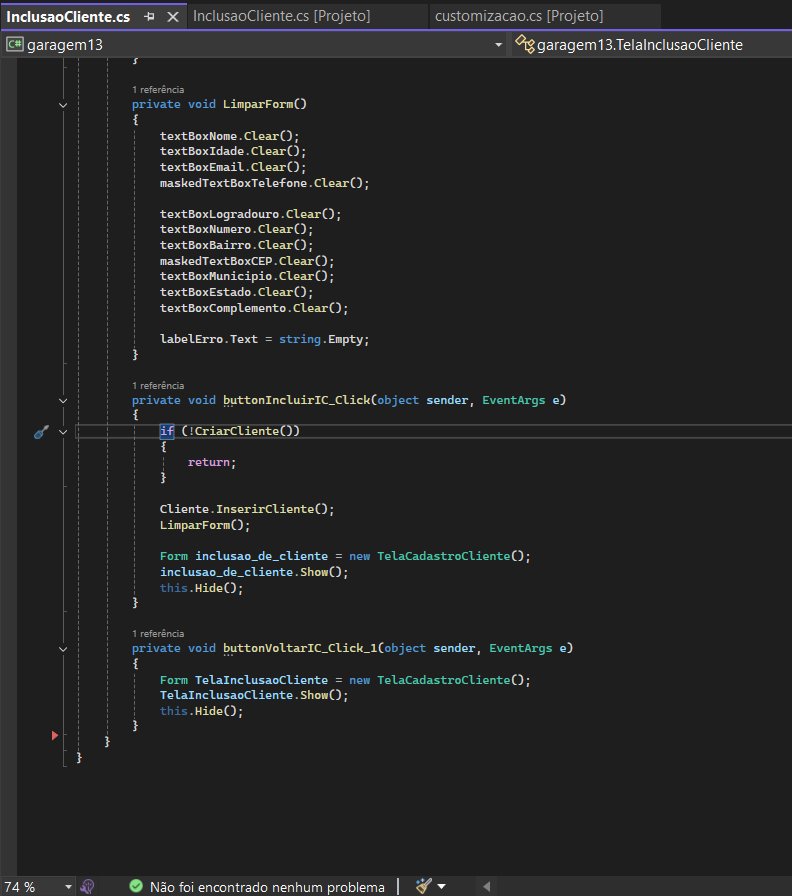 InclusaoCliente.cs
InclusaoCliente.cs [Projeto]
customizacao.cs [Projeto]
C# garagem13
garagem13.TelaInclusaoCliente
}
1 referência
private void LimparForm()
{
textBoxNome.Clear();
textBoxIdade.Clear();
textBoxEmail.Clear();
maskedTextBoxTelefone.Clear();
textBoxLogradouro.Clear();
textBoxNumero.Clear();
textBoxBairro.Clear();
maskedTextBoxCEP.Clear();
textBoxMunicipio.Clear();
textBoxEstado.Clear();
textBoxComplemento.Clear();
labelErro.Text = string.Empty;
}
1 referência
private void buttonIncluirIC_Click(object sender, EventArgs e)
{
if (!CriarCliente())
{
return;
}
Cliente.InserirCliente();
LimparForm();
Form inclusao_de_cliente = new TelaCadastroCliente();
inclusao_de_cliente.Show();
this.Hide();
}
1 referência
private void buttonVoltarIC_Click_1(object sender, EventArgs e)
{
Form TelaInclusaoCliente = new TelaCadastroCliente();
TelaInclusaoCliente.Show();
this.Hide();
}
}
}
74 %
Não foi encontrado nenhum problema